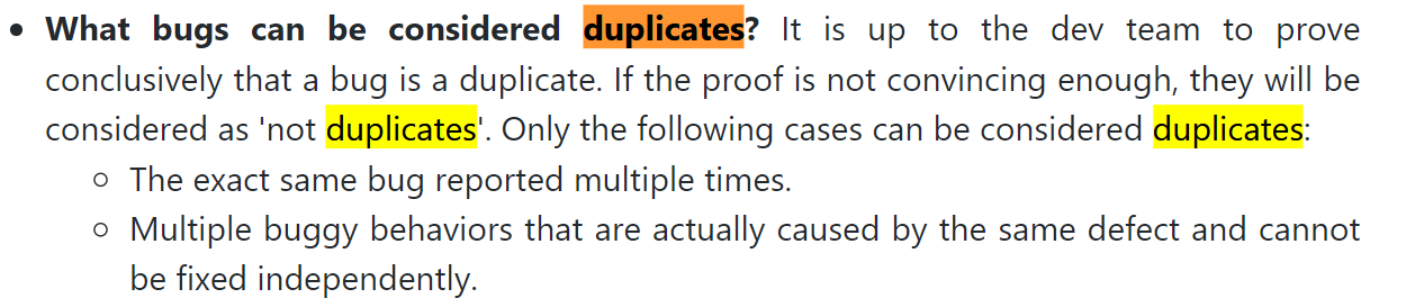 • What bugs can be considered duplicates? It is up to the dev team to prove
conclusively that a bug is a duplicate. If the proof is not convincing enough, they will be
considered as 'not duplicates'. Only the following cases can be considered duplicates:
○ The exact same bug reported multiple times.
○ Multiple buggy behaviors that are actually caused by the same defect and cannot
be fixed independently.